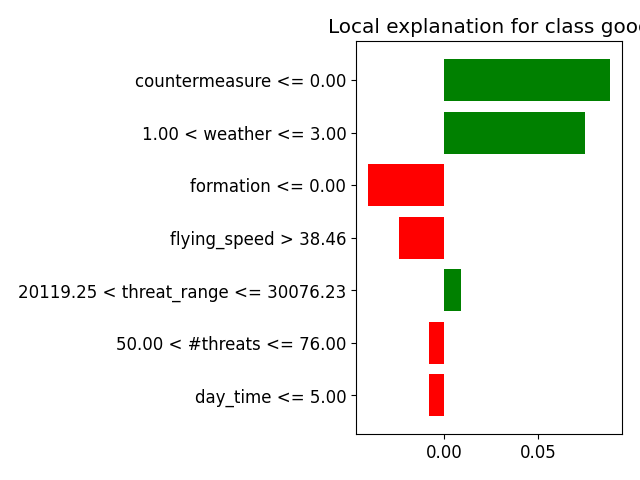 Local explanation for class goo
countermeasure <= 0.00
1.00 < weather <= 3.00
formation <= 0.00
flying_speed > 38.46
20119.25 < threat_range <= 30076.23
50.00 < #threats <= 76.00
day_time <= 5.00
0.00 0.05